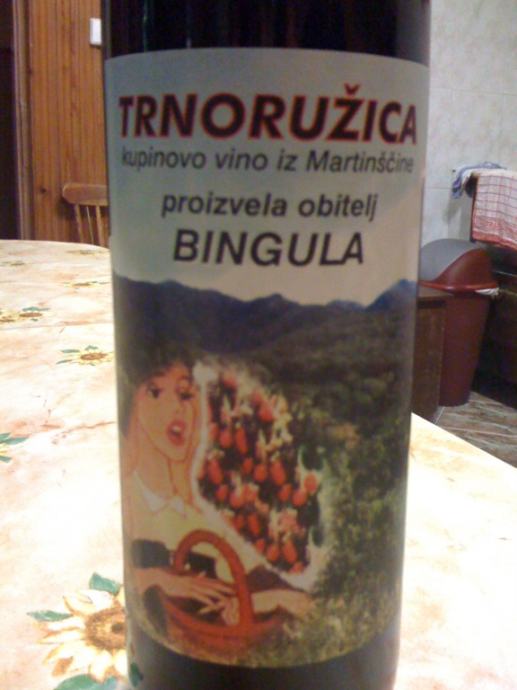 TRNORUŽICA
kupinovo vino iz Martinščine
proizvela obitelj
BINGULA